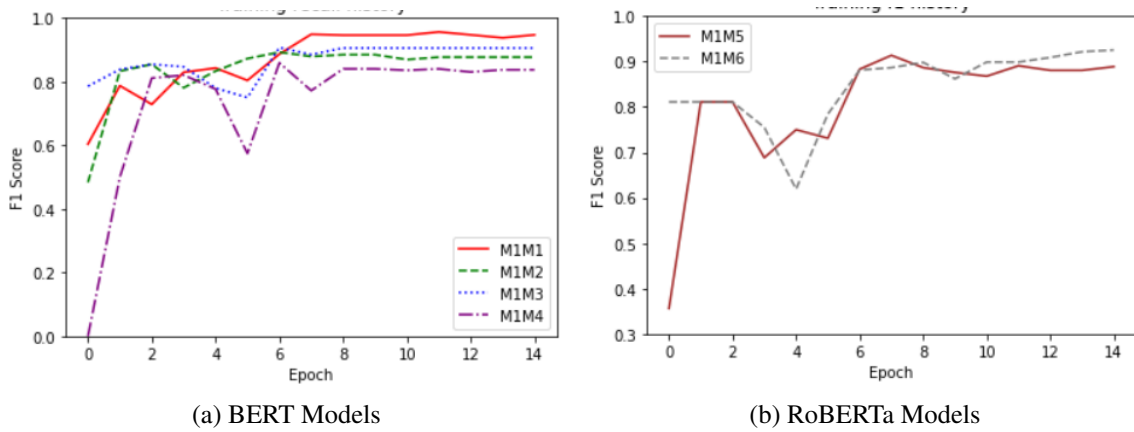 1.0
0.8
0.6
0.4
0.2
0.0
F1 Score
M1M1
M1M2
M1M3
M1M4
0 2 4 6 8 10 12 14
Epoch
(a) BERT Models
1.0
0.9
0.8
0.7
0.6
0.5
0.4
0.3
F1 Score
M1M5
M1M6
0 2 4 6 8 10 12 14
Epoch
(b) RoBERTa Models